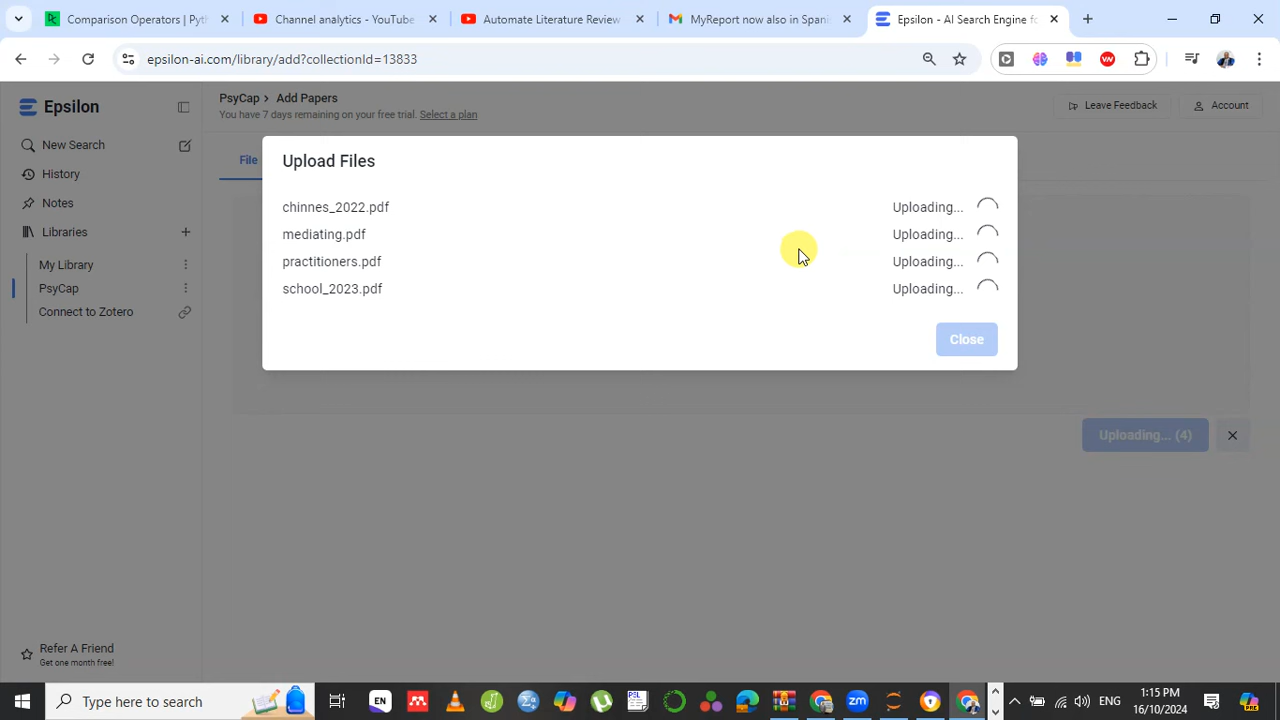 Comparison Operators | Pyt
Channel analytics - YouTube
Automate Literature Review
MyReport now also in Spani
Epsilon - AI Search Engine fo
epsilon-ai.com/library/add?collectionId=13833
Epsilon
PsyCap > Add Papers
You have 7 days remaining on your free trial. Select a plan
Leave Feedback
Account
New Search
History
Notes
Libraries
My Library
PsyCap
Connect to Zotero
File
Upload Files
chinnes_2022.pdf Uploading...
mediating.pdf Uploading...
practitioners.pdf Uploading...
school_2023.pdf Uploading...
Close
Uploading... (4)
Refer A Friend
Get one month free!
Type here to search
EN
PSL
zm
ENG
1:15 PM
16/10/2024
PRE